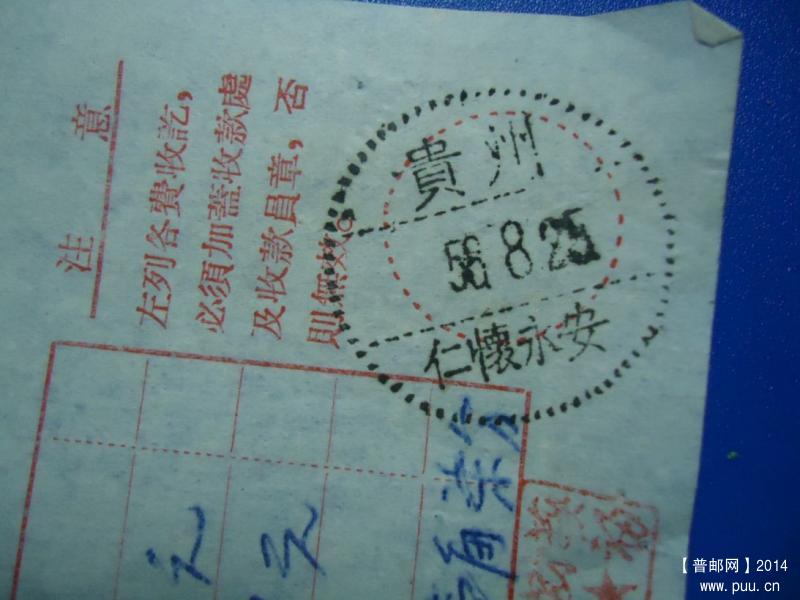 注意
左列各費收訖，
必須加蓋收款處
及收款員章，否
則無效。
貴州
56.8.25
仁懷永安
元
角
【普邮网】2014
www.puu.cn